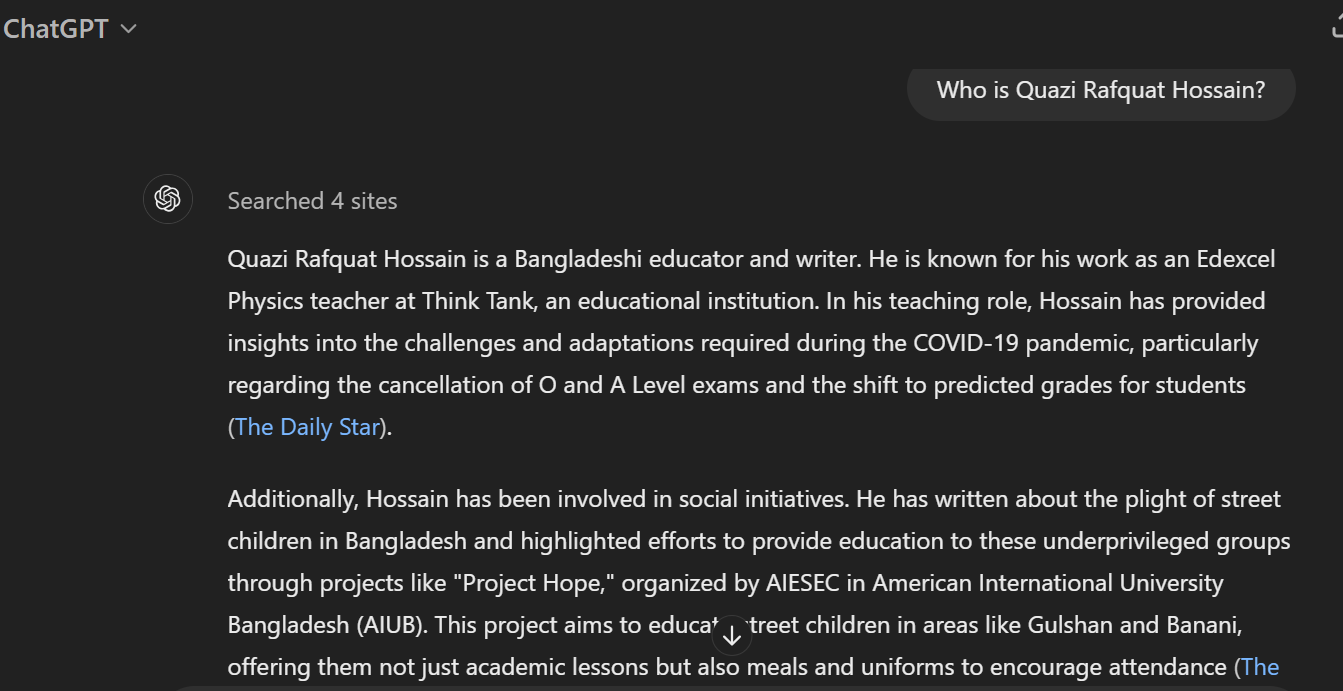 ChatGPT
Who is Quazi Rafquat Hossain?
Searched 4 sites
Quazi Rafquat Hossain is a Bangladeshi educator and writer. He is known for his work as an Edexcel
Physics teacher at Think Tank, an educational institution. In his teaching role, Hossain has provided
insights into the challenges and adaptations required during the COVID-19 pandemic, particularly
regarding the cancellation of O and A Level exams and the shift to predicted grades for students
(The Daily Star).
Additionally, Hossain has been involved in social initiatives. He has written about the plight of street
children in Bangladesh and highlighted efforts to provide education to these underprivileged groups
through projects like "Project Hope," organized by AIESEC in American International University
Bangladesh (AIUB). This project aims to educate street children in areas like Gulshan and Banani,
offering them not just academic lessons but also meals and uniforms to encourage attendance (The